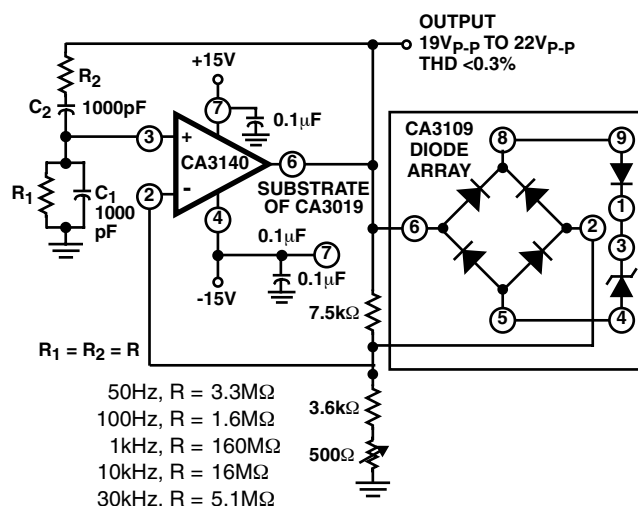 OUTPUT
19VP-P TO 22VP-P
THD <0.3%
+15V
R2
C2
1000pF
7
0.1µF
CA3109
DIODE
ARRAY
8
9
3
+
CA3140
6
SUBSTRATE
OF CA3019
R1
C1
1000
pF
2
-
4
6
2
1
3
0.1µF
7
0.1µF
-15V
7.5kΩ
5
4
R1 = R2 = R
50Hz, R = 3.3MΩ
100Hz, R = 1.6MΩ
1kHz, R = 160MΩ
10kHz, R = 16MΩ
30kHz, R = 5.1MΩ
3.6kΩ
500Ω